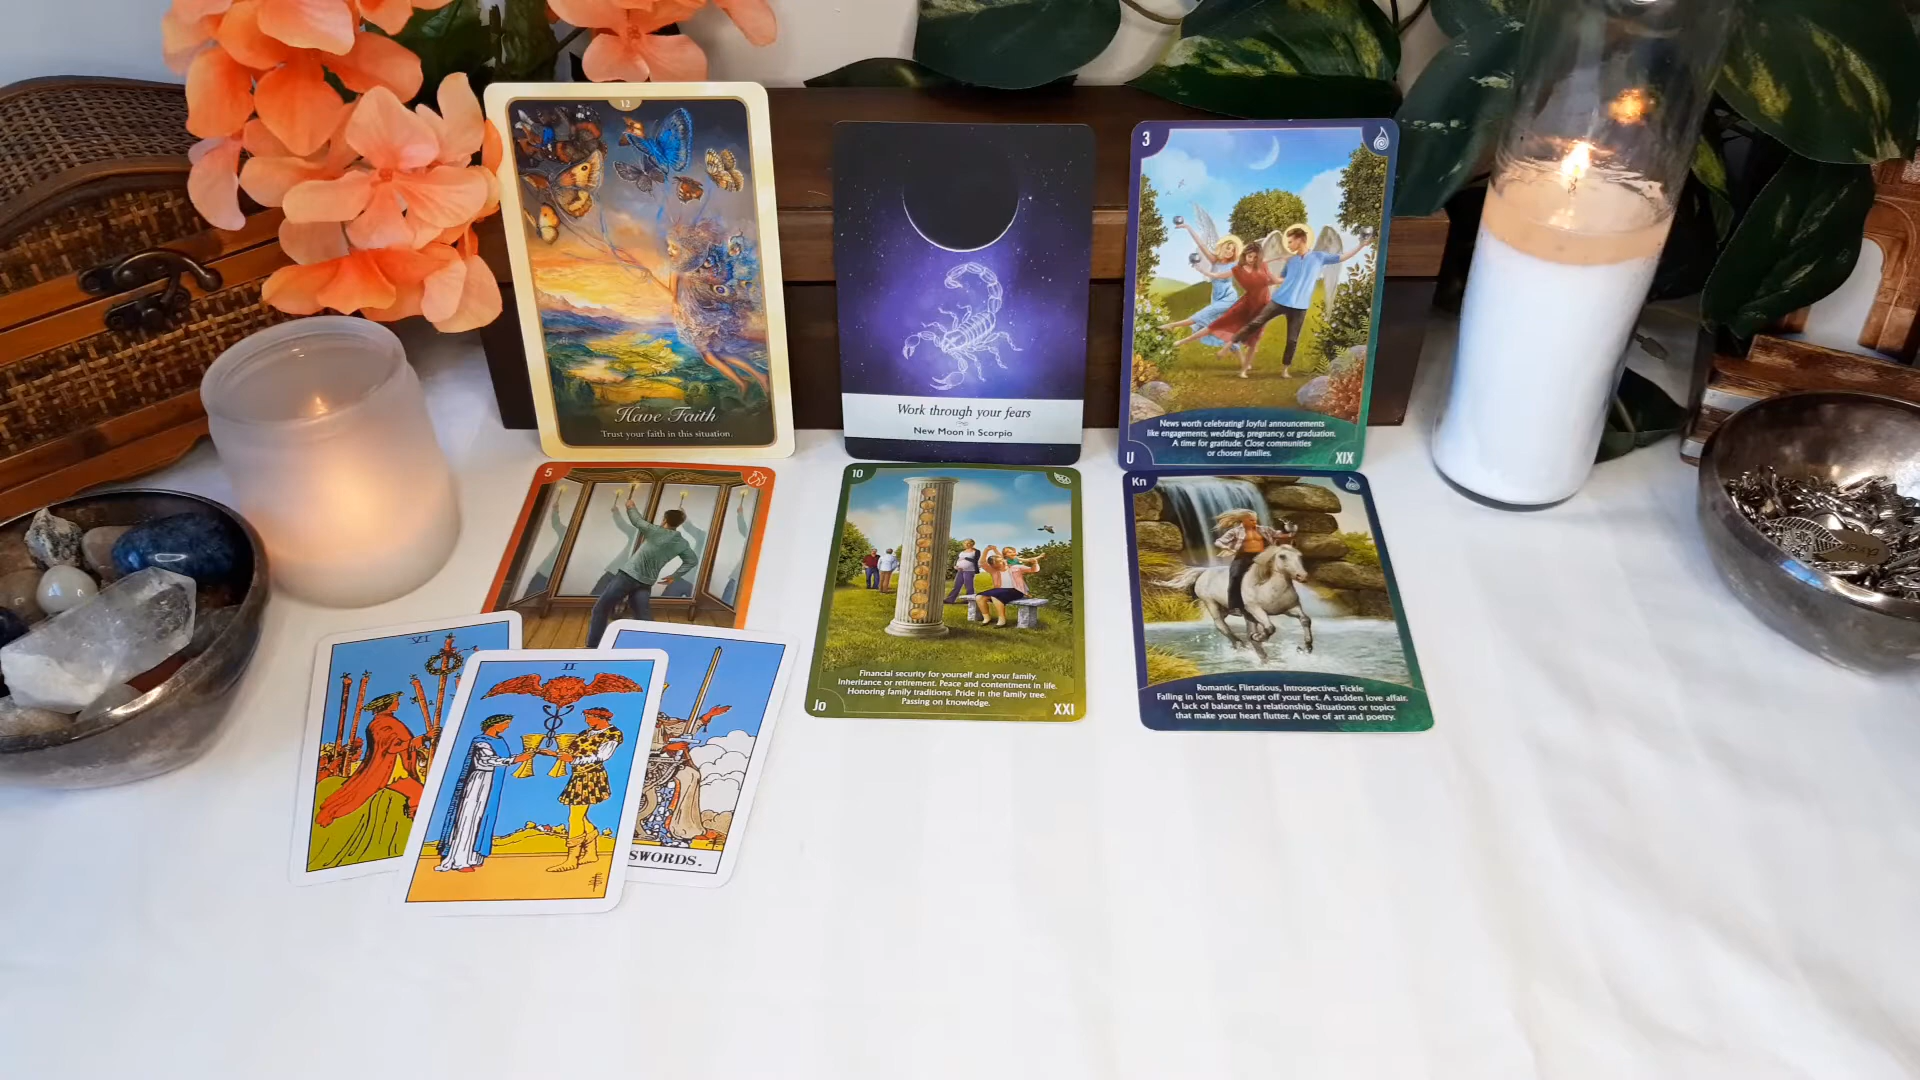 12
Have Faith
Trust your faith in this situation.
Work through your fears
New Moon in Scorpio
3
News worth celebrating! Joyful announcements
like engagements, weddings, pregnancy, or graduation.
A time for gratitude. Close communities
or chosen families.
U
XIX
5
10
Financial security for yourself and your family.
Inheritance or retirement. Peace and contentment in life.
Honoring family traditions. Pride in the family tree.
Passing on knowledge.
Jo
XXI
Kn
Romantic, Flirtatious, Introspective, Fickle
Falling in love. Being swept off your feet. A sudden love affair.
A lack of balance in a relationship. Situations or topics
that make your heart flutter. A love of art and poetry.
VI
II
SWORDS.